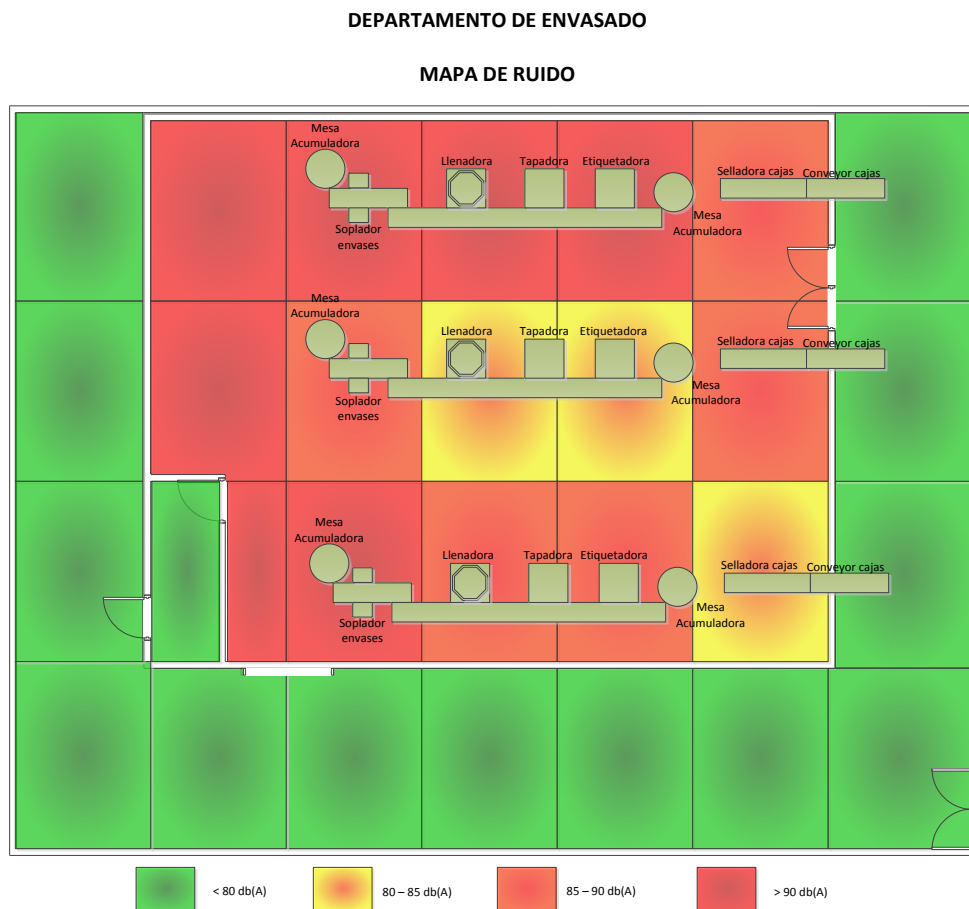 DEPARTAMENTO DE ENVASADO
MAPA DE RUIDO
Mesa
Acumuladora
Llenadora
Tapadora
Etiquetadora
Selladora cajas
Conveyor cajas
Soplador
envases
Mesa
Acumuladora
Mesa
Acumuladora
Llenadora
Tapadora
Etiquetadora
Selladora cajas
Conveyor cajas
Soplador
envases
Mesa
Acumuladora
Mesa
Acumuladora
Llenadora
Tapadora
Etiquetadora
Selladora cajas
Conveyor cajas
Soplador
envases
Mesa
Acumuladora
< 80 db(A)
80 – 85 db(A)
85 – 90 db(A)
> 90 db(A)